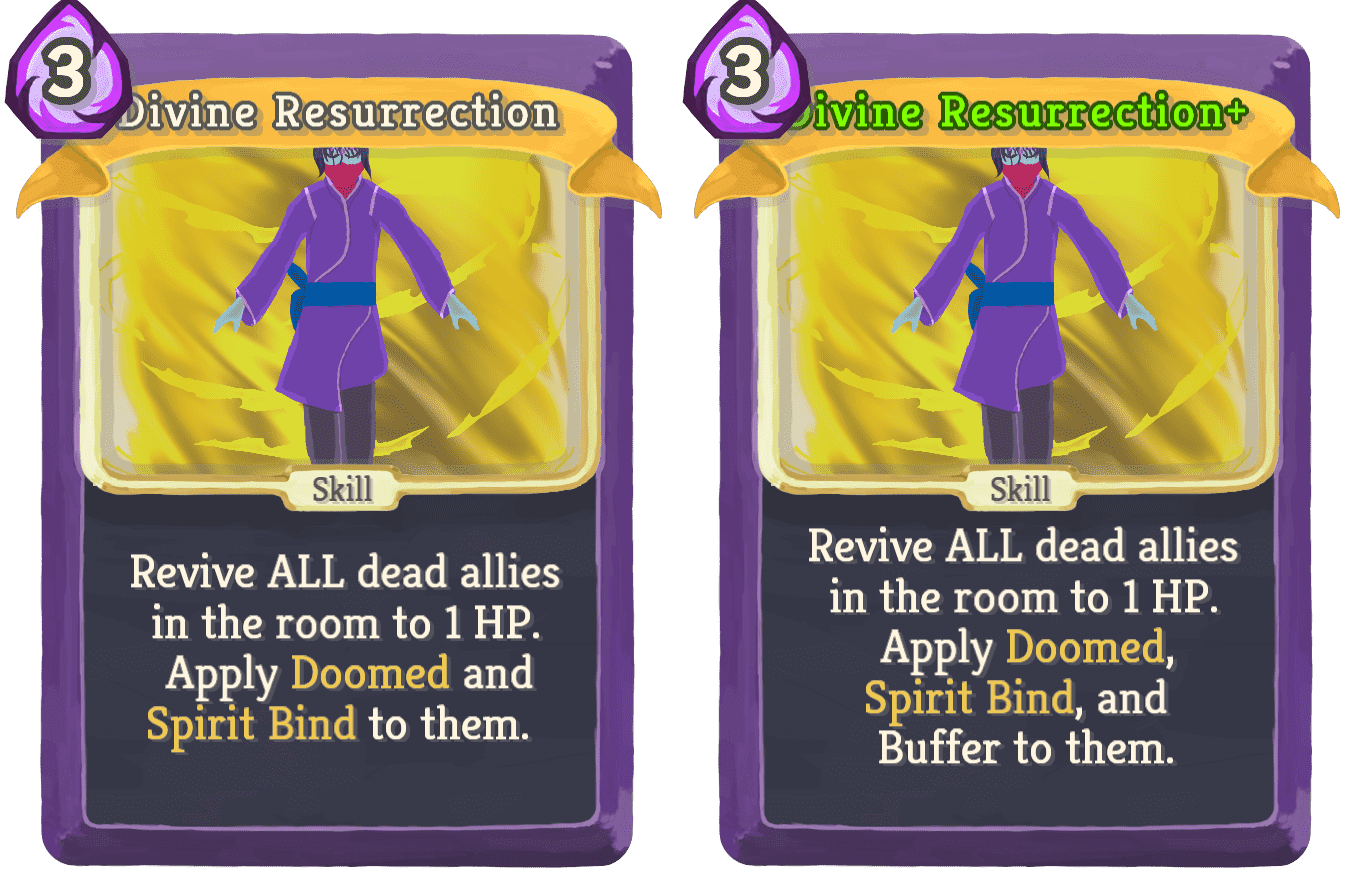 3
Divine Resurrection
Skill
Revive ALL dead allies
in the room to 1 HP.
Apply Doomed and
Spirit Bind to them.
3
Divine Resurrection+
Skill
Revive ALL dead allies
in the room to 1 HP.
Apply Doomed,
Spirit Bind, and
Buffer to them.